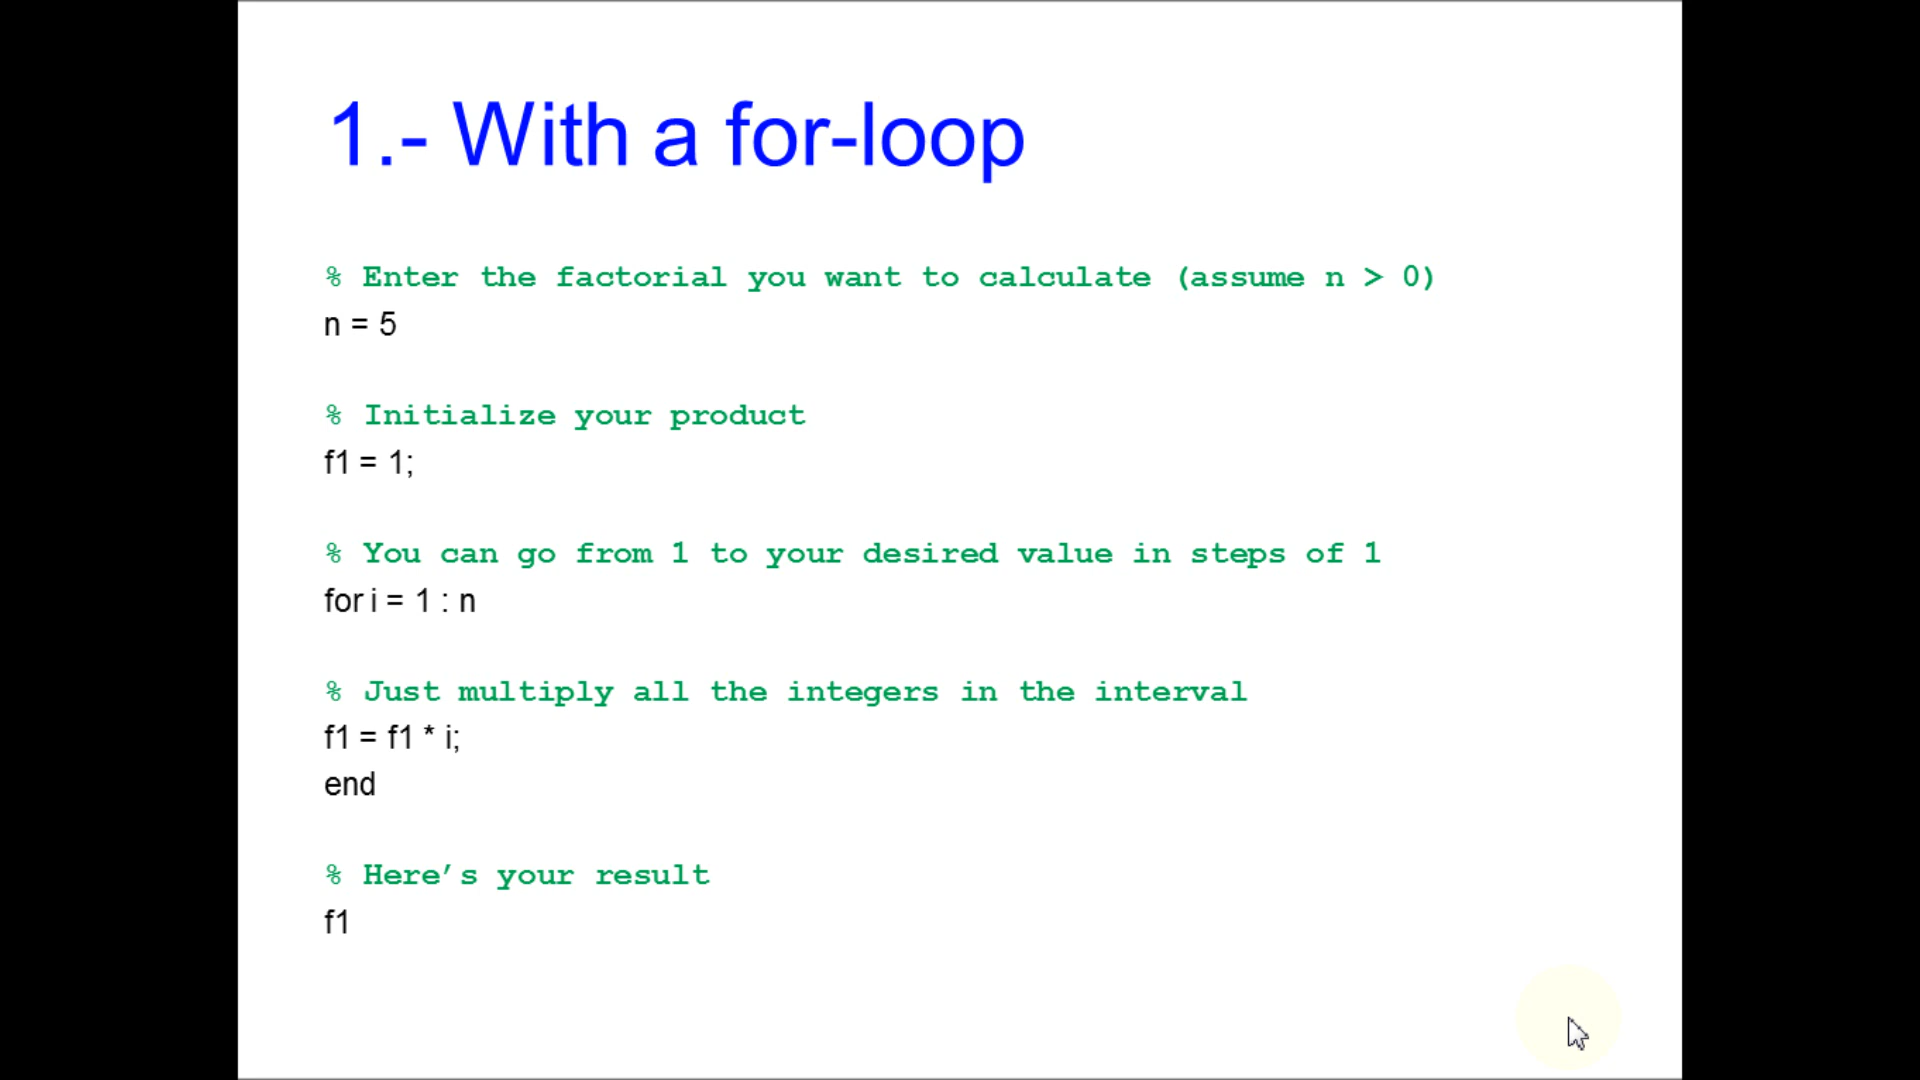 1.- With a for-loop
% Enter the factorial you want to calculate (assume n > 0)
n = 5
% Initialize your product
f1 = 1;
% You can go from 1 to your desired value in steps of 1
for i = 1 : n
% Just multiply all the integers in the interval
f1 = f1 * i;
end
% Here’s your result
f1